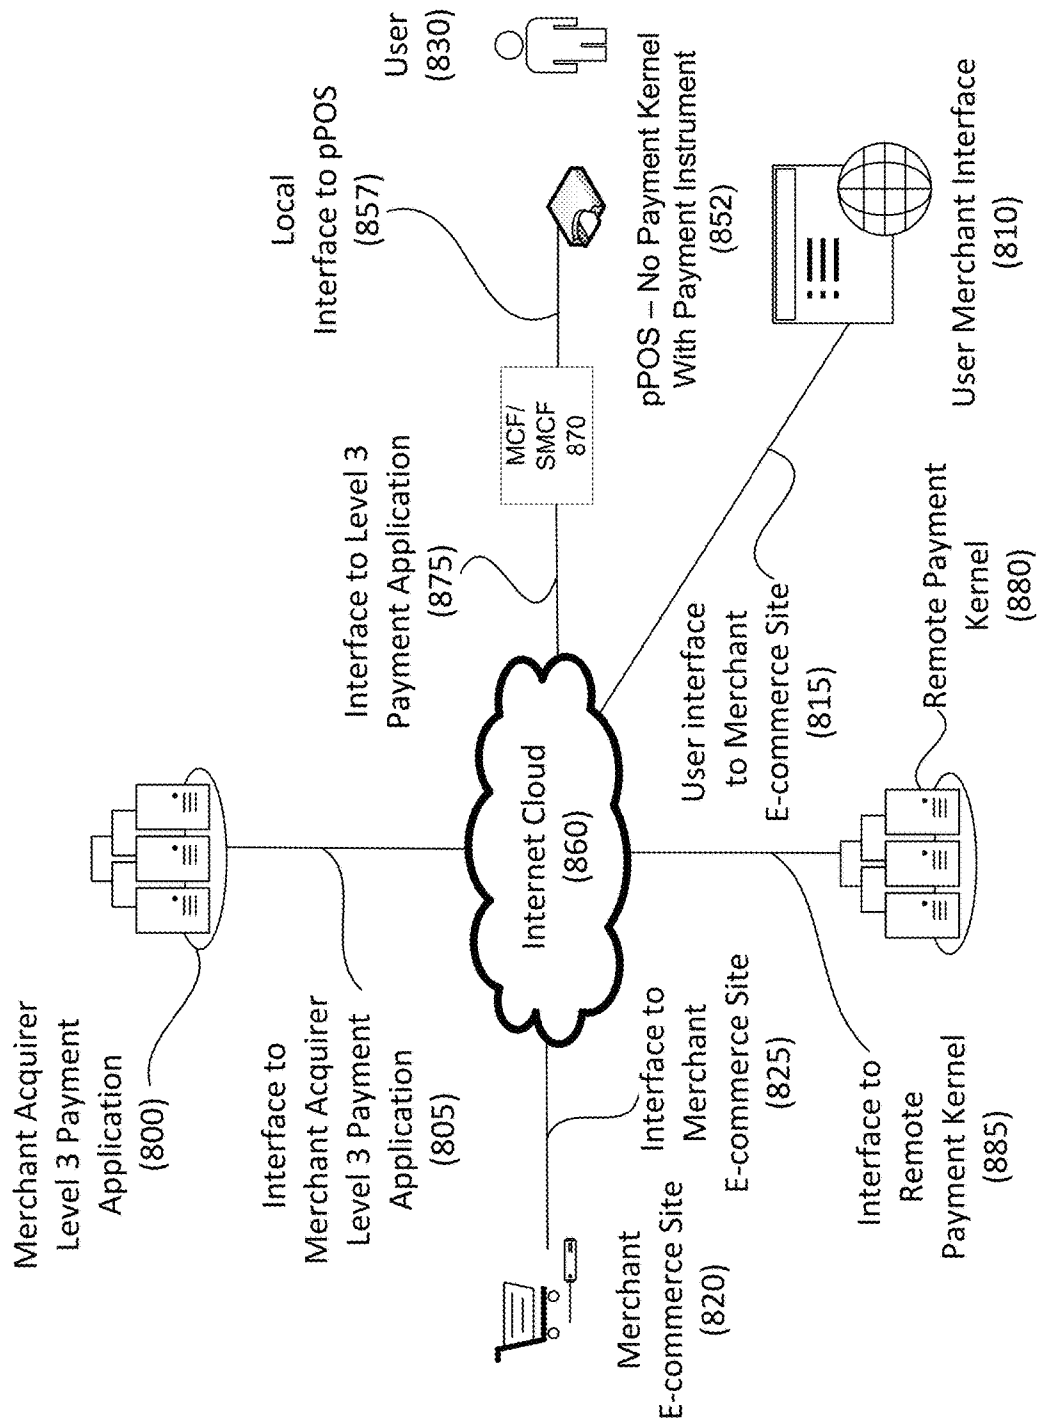 Merchant Acquirer
Level 3 Payment
Application
(800)
Interface to
Merchant Acquirer
Level 3 Payment
Application
(805)
Interface to Level 3
Payment Application
(875)
Local
Interface to pPOS
(857)
User
(830)
Merchant
E-commerce Site
(820)
Interface to
Merchant
E-commerce Site
(825)
Internet Cloud
(860)
MCF/
SMCF
870
pPOS – No Payment Kernel
With Payment Instrument
(852)
User interface
to Merchant
E-commerce Site
(815)
User Merchant Interface
(810)
Interface to
Remote
Payment Kernel
(885)
Remote Payment
Kernel
(880)